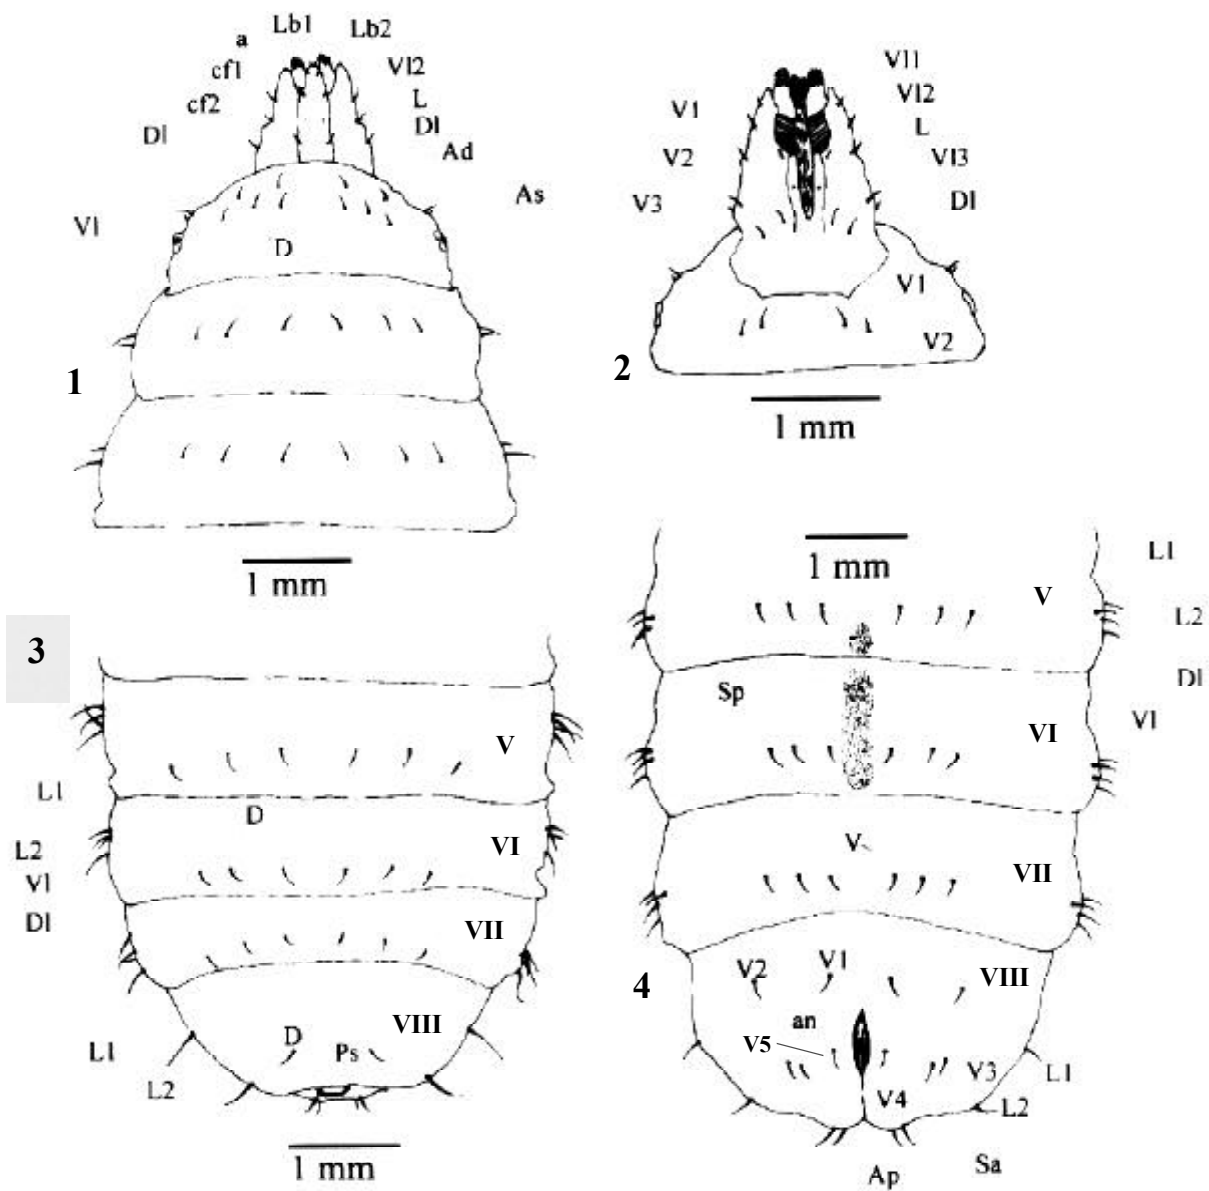 Lb1 Lb2
a
cf1 Vl2
cf2 L
Dl Dl
Ad
As
Vl
D
1
1 mm
Vl1
V1 Vl2
L
V2 Vl3
V3 Dl
V1
V2
2
1 mm
3
V
L1
D
L2 VI
Vl
Dl
VII
VIII
D
L1 Ps
L2
1 mm
1 mm
L1
V
L2
Dl
Sp
Vl
VI
V
VII
V2 V1 VIII
4
an
V5
V3 L1
V4
L2
Ap Sa